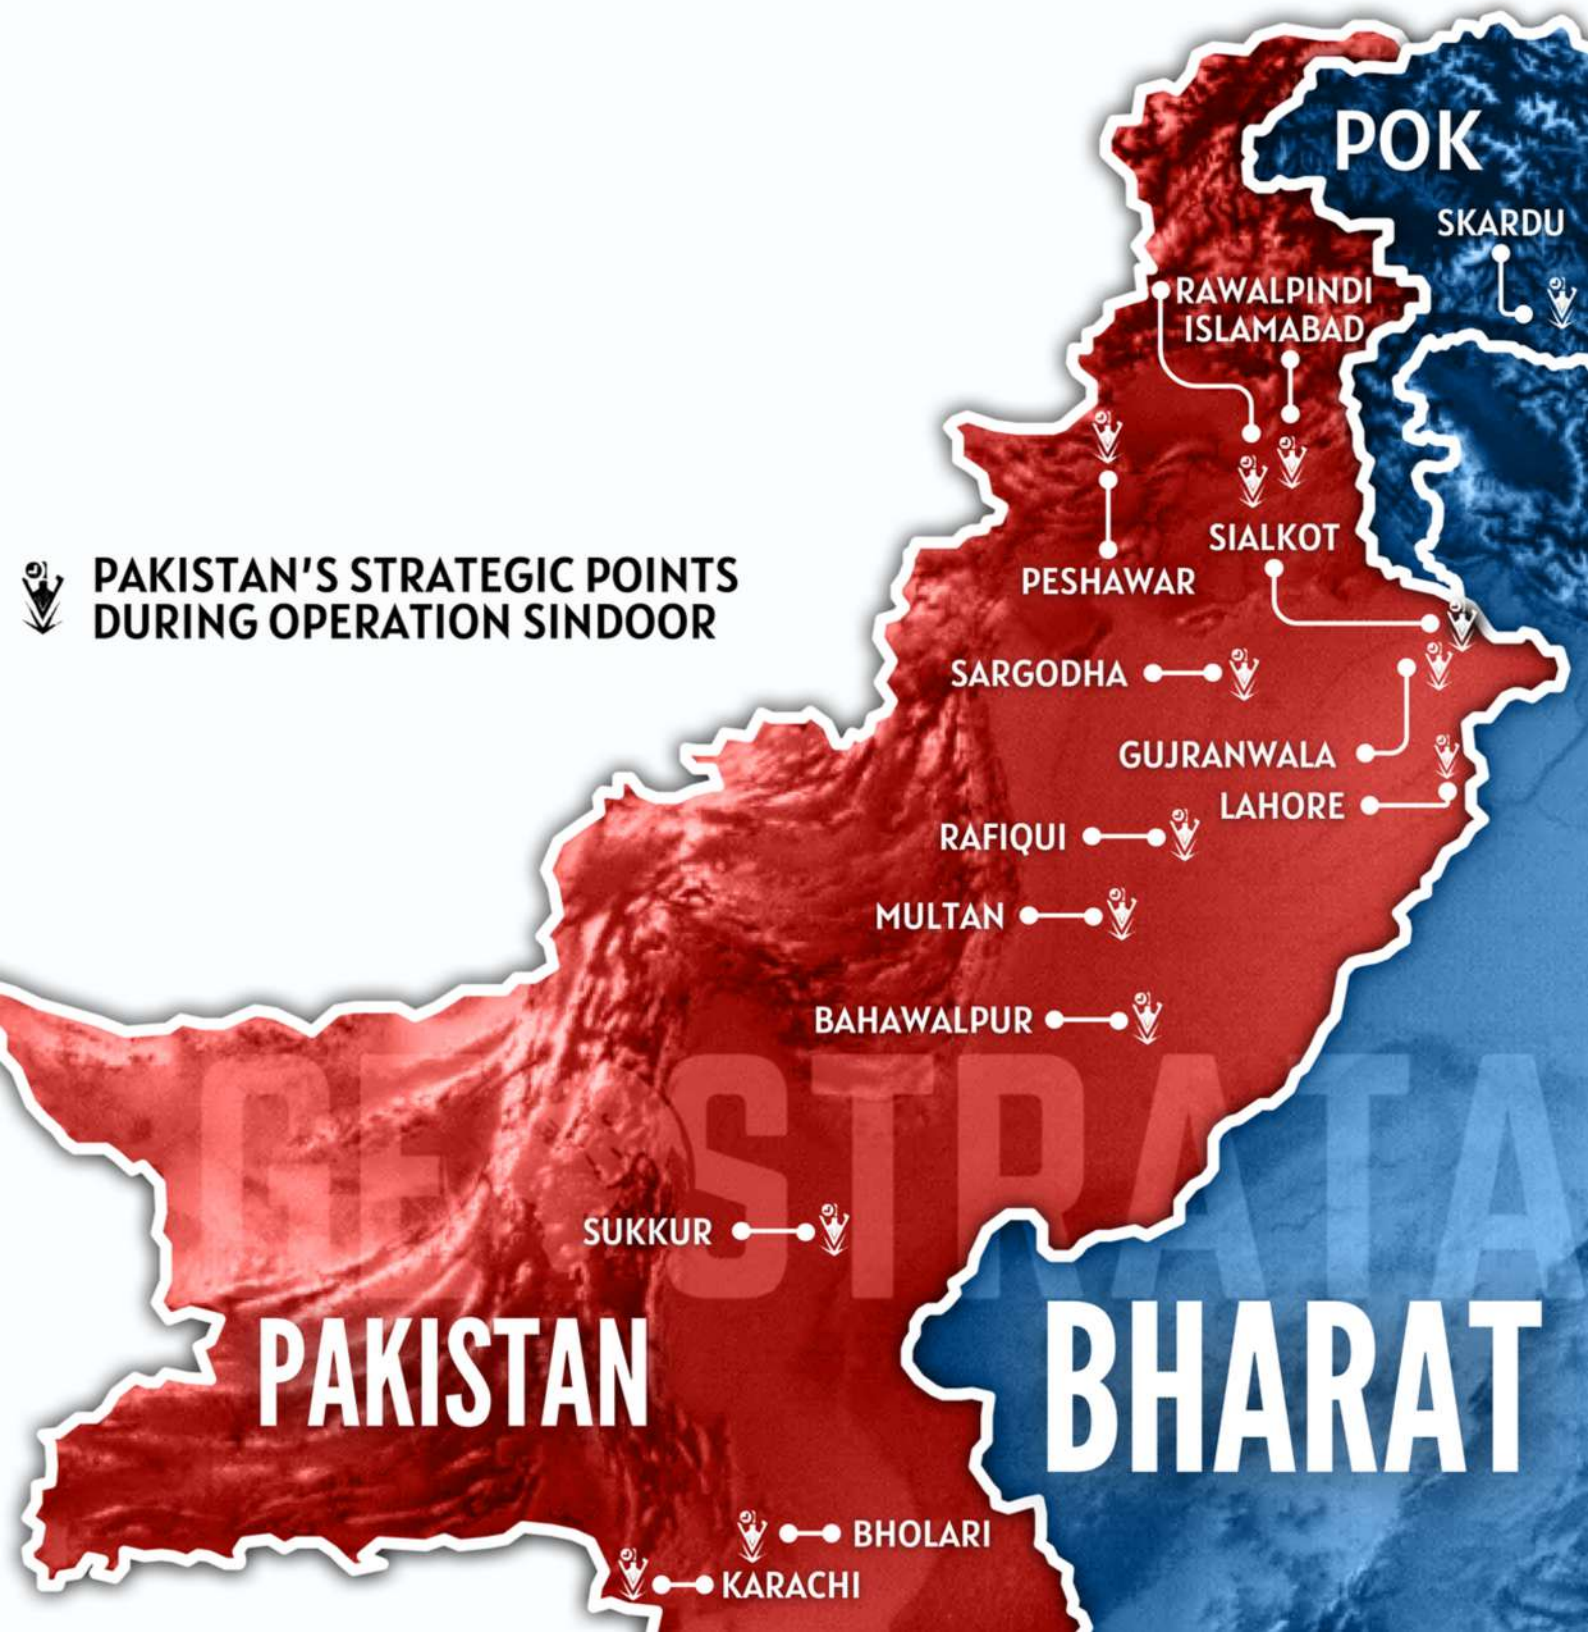 POK
SKARDU
RAWALPINDI
ISLAMABAD
SIALKOT
PESHAWAR
PAKISTAN'S STRATEGIC POINTS
DURING OPERATION SINDOOR
SARGODHA
GUJRANWALA
LAHORE
RAFIQUI
MULTAN
BAHAWALPUR
GEOSTRATA
SUKKUR
PAKISTAN
BHARAT
BHOLARI
KARACHI